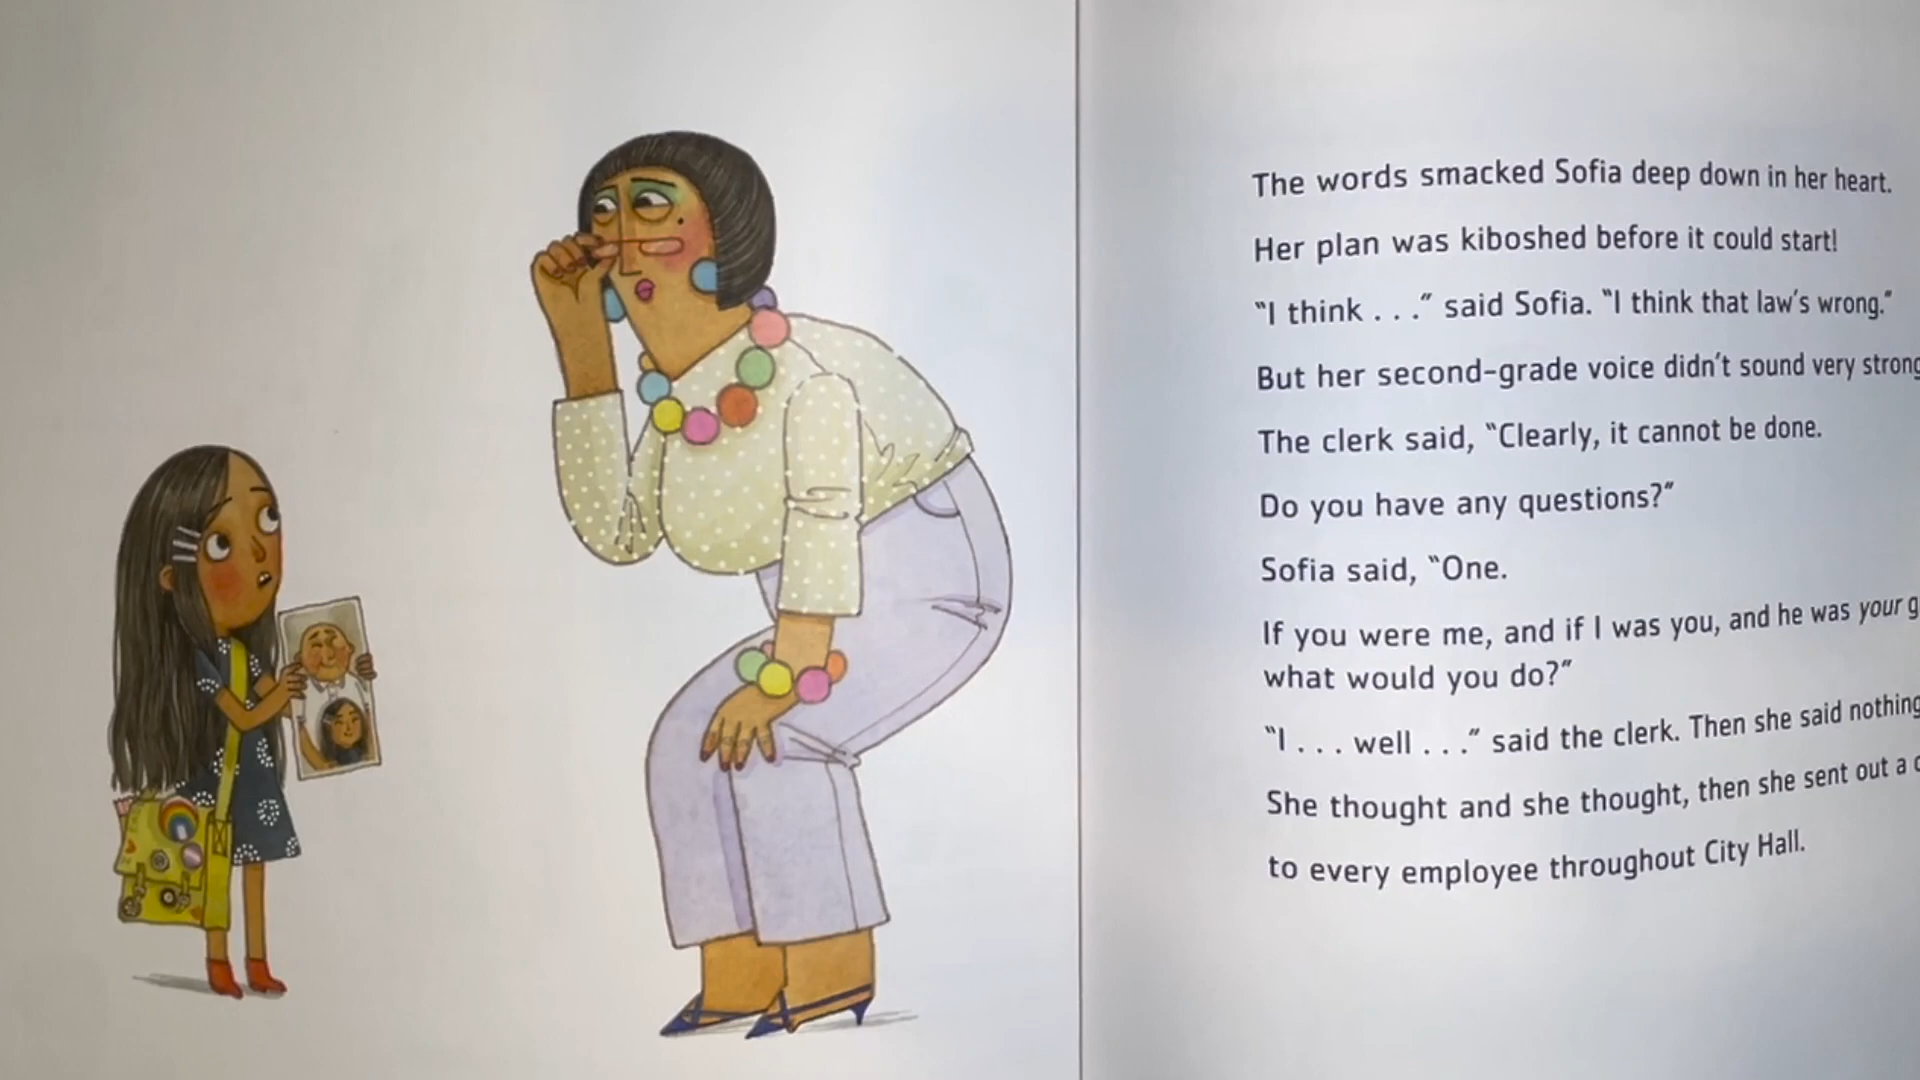 The words smacked Sofia deep down in her heart.
Her plan was kiboshed before it could start!
“I think . . .” said Sofia. “I think that law’s wrong.”
But her second-grade voice didn’t sound very strong
The clerk said, “Clearly, it cannot be done.
Do you have any questions?”
Sofia said, “One.
If you were me, and if I was you, and he was your
what would you do?”
“I . . . well . . .” said the clerk. Then she said nothing
She thought and she thought, then she sent out a
to every employee throughout City Hall.